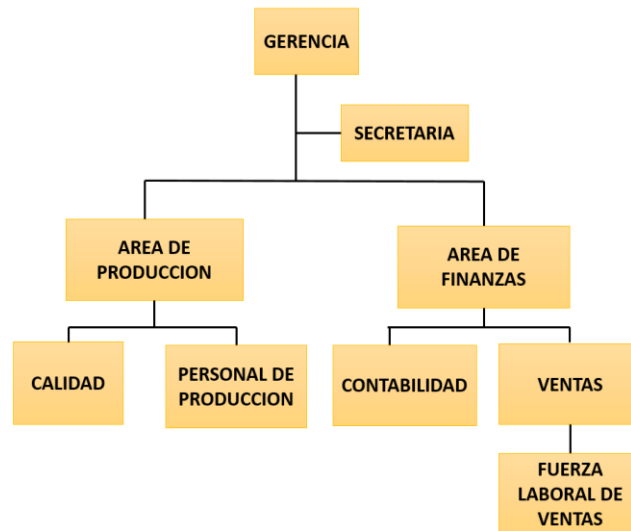 GERENCIA
SECRETARIA
AREA DE
PRODUCCION
AREA DE
FINANZAS
CALIDAD
PERSONAL DE
PRODUCCION
CONTABILIDAD
VENTAS
FUERZA
LABORAL DE
VENTAS